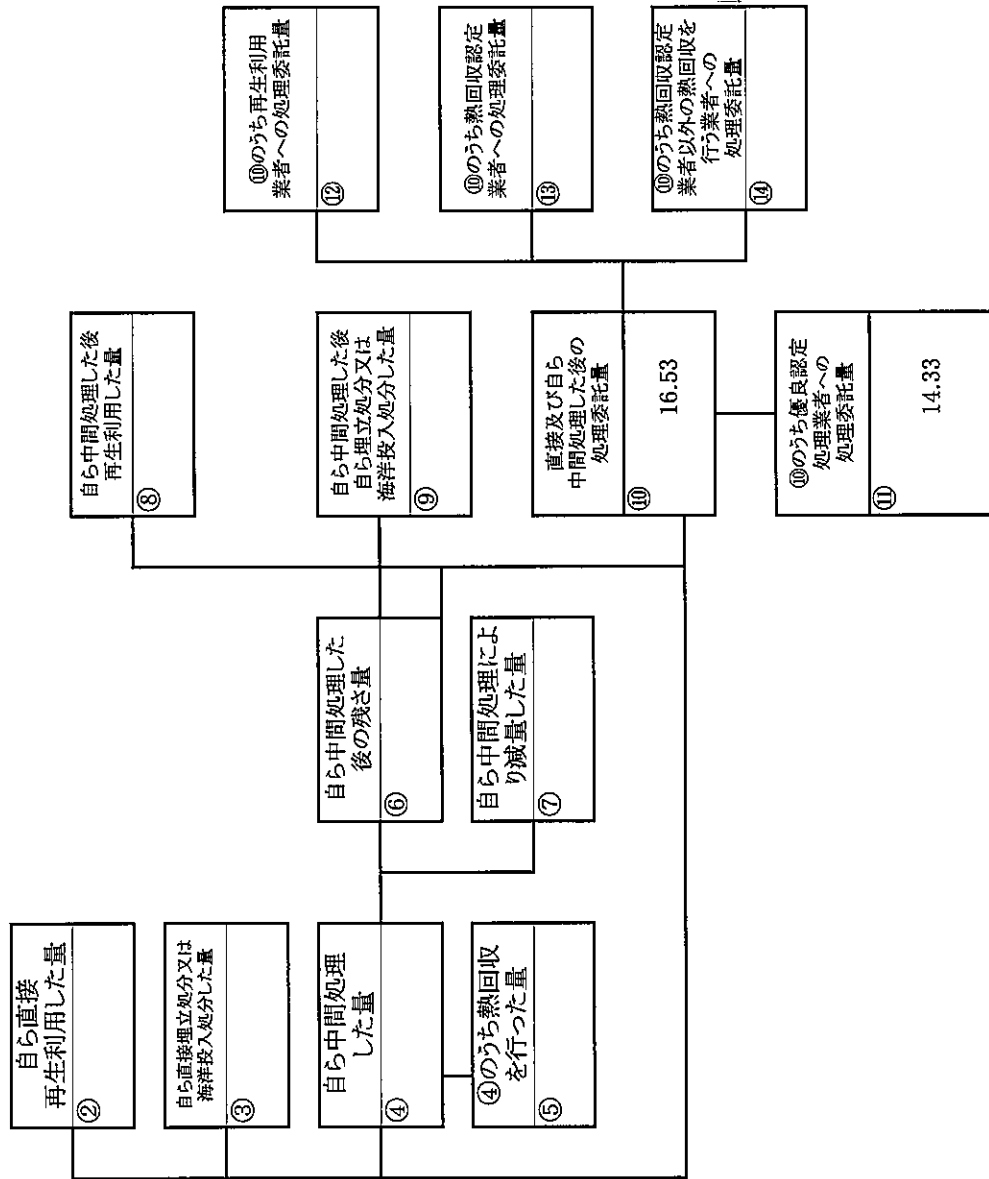 自ら直接
再生利用した量
②
自ら直接埋立処分又は
海洋投入処分した量
③
自ら中間処理
した量
④
④のうち熱回収
を行った量
⑤
自ら中間処理した
後の残さ量
⑥
自ら中間処理によ
り減量した量
⑦
自ら中間処理した後
再生利用した量
⑧
自ら中間処理した後
自ら埋立処分又は
海洋投入処分した量
⑨
直接及び自ら
中間処理した後の
処理委託量
⑩
16.53
⑩のうち優良認定
処理業者への
処理委託量
⑪
14.33
⑩のうち再生利用
業者への処理委託量
⑫
⑩のうち熱回収認定
業者への処理委託量
⑬
⑩のうち熱回収認定
業者以外の熱回収を
行う業者への
処理委託量
⑭